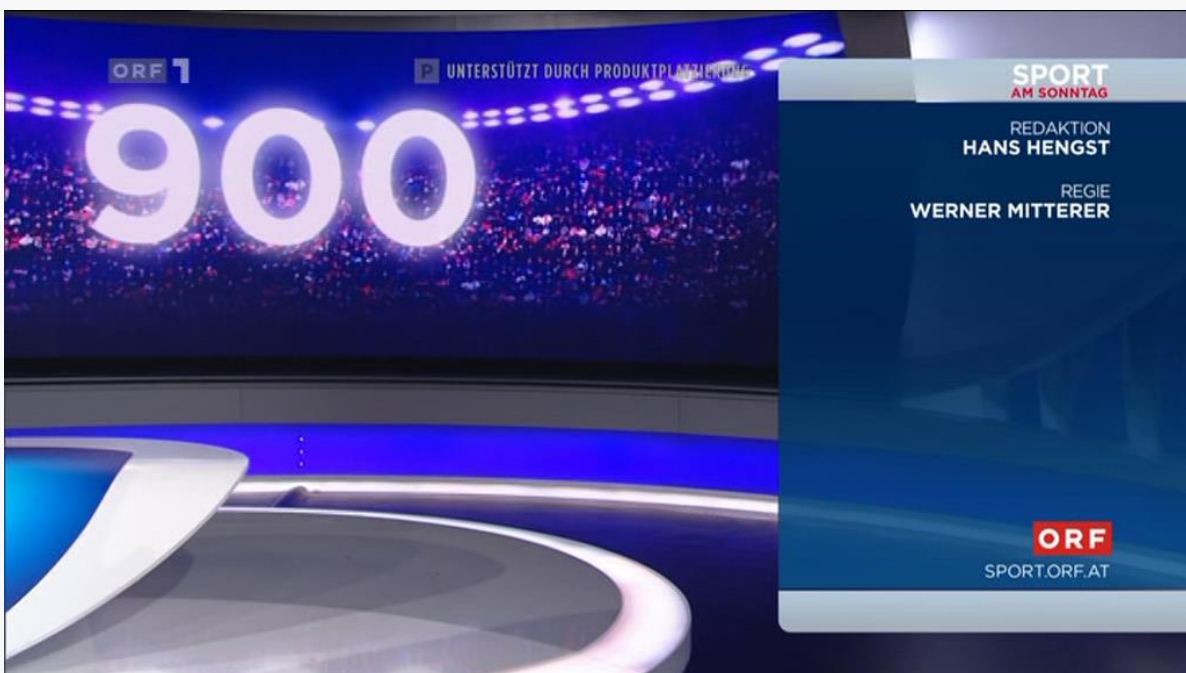 ORF 1
P UNTERSTÜTZT DURCH PRODUKTPLATZIERUNG
900
SPORT
AM SONNTAG
REDAKTION
HANS HENGST
REGIE
WERNER MITTERER
ORF
SPORT.ORF.AT